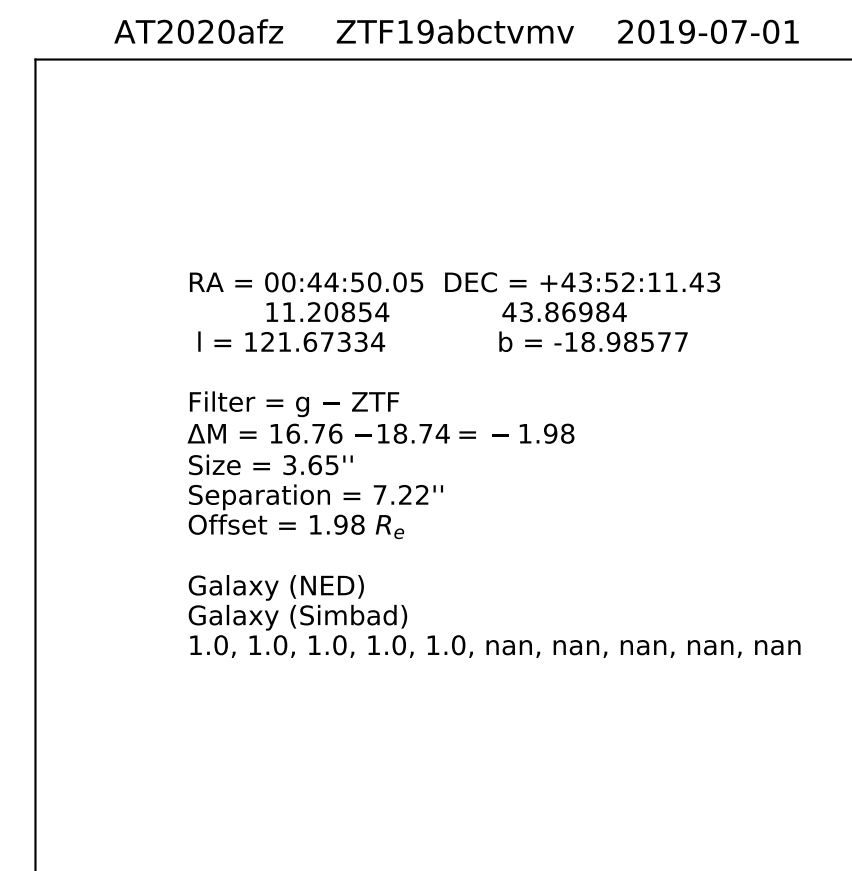 AT2020afz ZTF19abctvmv 2019-07-01
RA = 00:44:50.05 DEC = +43:52:11.43
11.20854 43.86984
l = 121.67334 b = -18.98577
Filter = g − ZTF
ΔM = 16.76 −18.74 = − 1.98
Size = 3.65''
Separation = 7.22''
Offset = 1.98 Re
Galaxy (NED)
Galaxy (Simbad)
1.0, 1.0, 1.0, 1.0, 1.0, nan, nan, nan, nan, nan